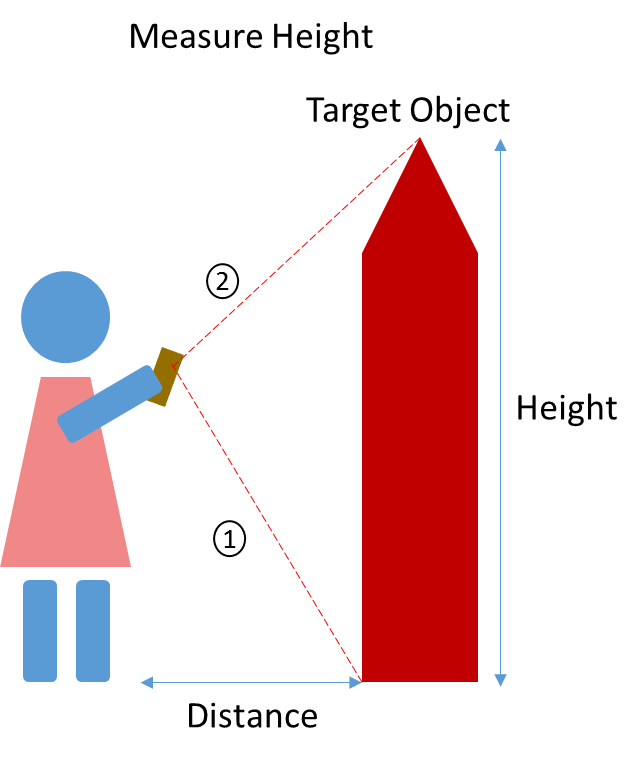 Measure Height
Target Object
②
Height
①
Distance